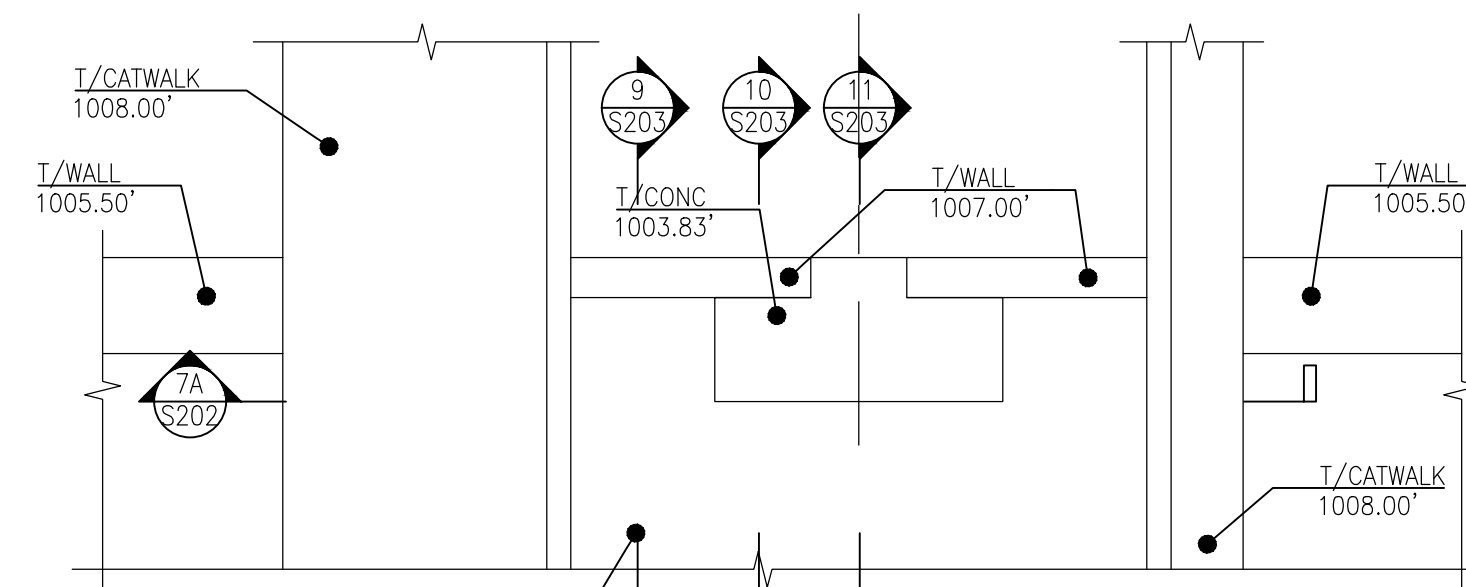 T/CATWALK
1008.00'
9
S203
10
S203
11
S203
T/WALL
1005.50'
T/CONC
1003.83'
T/WALL
1007.00'
T/WALL
1005.50
7A
S202
T/CATWALK
1008.00'